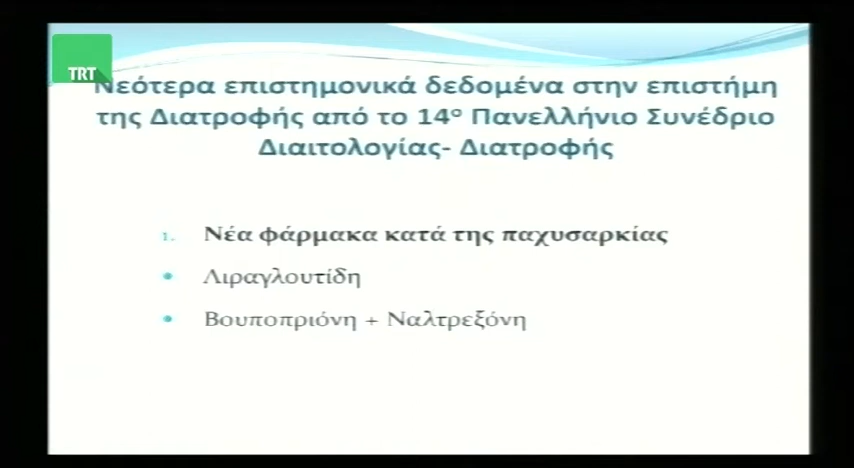 TRT
Νεότερα επιστημονικά δεδομένα στην επιστήμη
της Διατροφής από το 14ο Πανελλήνιο Συνέδριο
Διαιτολογίας- Διατροφής
1. Νέα φάρμακα κατά της παχυσαρκίας
• Λιραγλουτίδη
• Βουποπριόνη + Ναλτρεξόνη